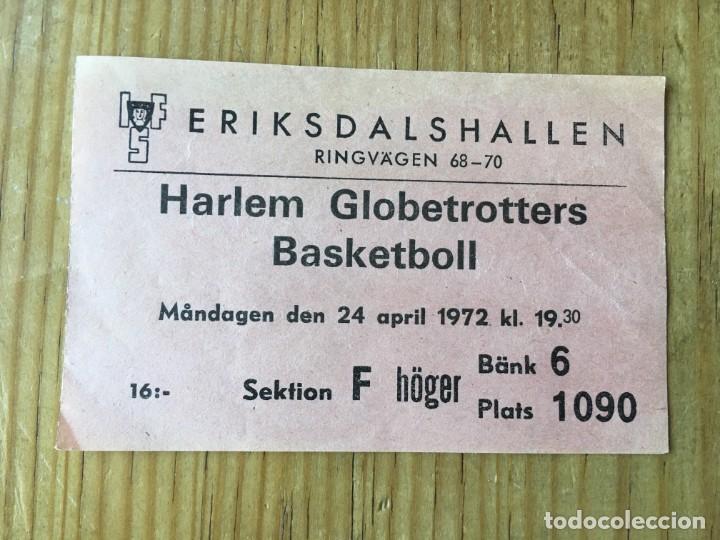 IFS
ERIKSDALSHALLEN
RINGVÄGEN 68-70
Harlem Globetrotters
Basketboll
Måndagen den 24 april 1972 kl. 19.30
16:- Sektion F höger Bänk 6
Plats 1090
todocoleccion